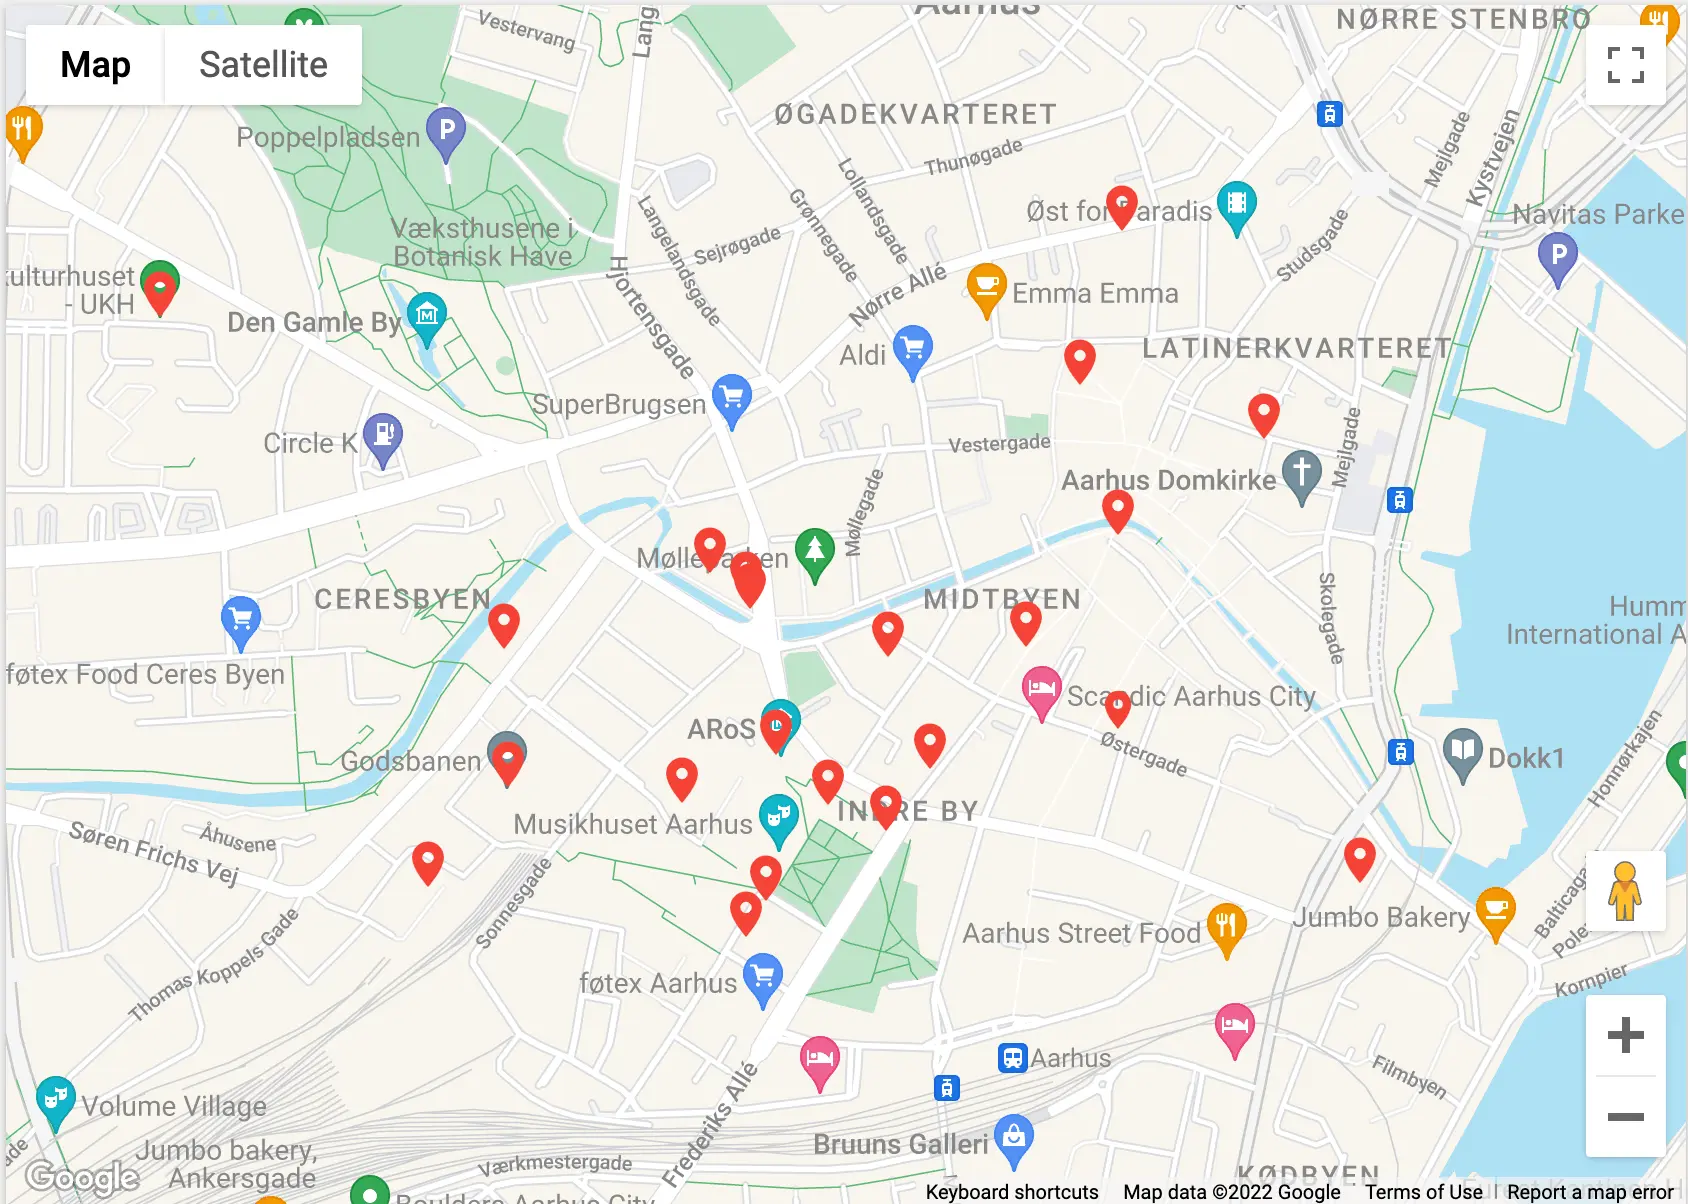 Aarhus
NØRRE STENBRO
Vestervang
Lang
Map
Satellite
ØGADEKVARTERET
Poppelpladsen
P
Thunøgade
Mejlgade
Kystvejen
Lollandsgade
Grønnegade
Langelandsgade
Øst for Paradis
Navitas Parke
Væksthusene i
Botanisk Have
Sejrøgade
Studsgade
P
kulturhuset
- UKH
Hjortensgade
Nørre Allé
Emma Emma
Den Gamle By
M
Aldi
LATINERKVARTERET
SuperBrugsen
Circle K
Vestergade
Mejlgade
Aarhus Domkirke
Møllegade
Mølleparken
CERESBYEN
MIDTBYEN
Skolegade
Humm
International A
føtex Food Ceres Byen
Scandic Aarhus City
ARoS
Østergade
Godsbanen
Dokk1
Honnørkajen
INDRE BY
Musikhuset Aarhus
Åhusene
Søren Frichs Vej
Sonnesgade
Balticaga
Jumbo Bakery
Aarhus Street Food
Pole
Thomas Koppels Gade
føtex Aarhus
Kornpier
Aarhus
Filmbyen
Frederiks Allé
Volume Village
Bruuns Galleri
Jumbo bakery,
Ankersgade
ade
Google
Værkmestergade
KØDBYEN
Boulders Aarhus City
Keyboard shortcuts
Map data ©2022 Google
Terms of Use
Report a map error